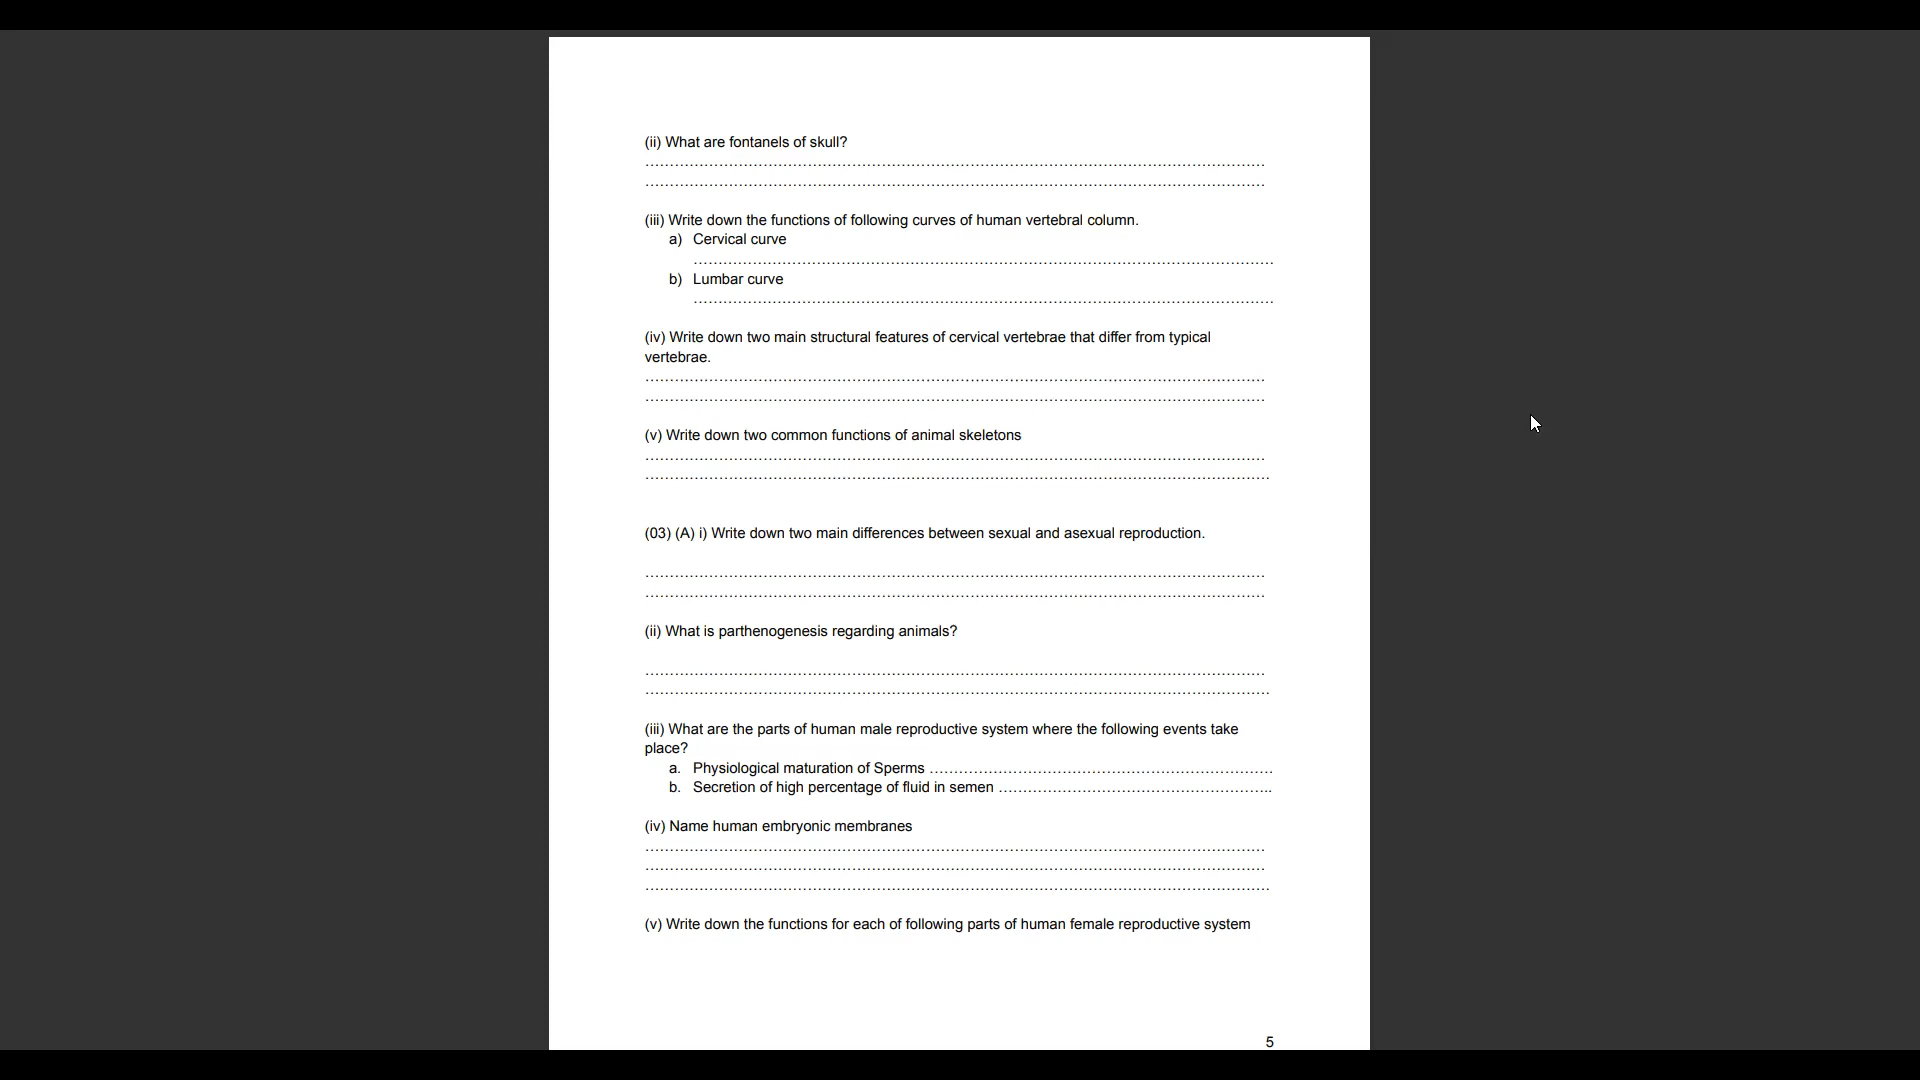 (ii) What are fontanels of skull?
……………………………………………………………………………………………………………………
……………………………………………………………………………………………………………………
(iii) Write down the functions of following curves of human vertebral column.
a) Cervical curve
……………………………………………………………………………………………………………
b) Lumbar curve
……………………………………………………………………………………………………………
(iv) Write down two main structural features of cervical vertebrae that differ from typical
vertebrae.
……………………………………………………………………………………………………………………
……………………………………………………………………………………………………………………
(v) Write down two common functions of animal skeletons
……………………………………………………………………………………………………………………
…………………………………………………………………………………………………………………….
(03) (A) i) Write down two main differences between sexual and asexual reproduction.
……………………………………………………………………………………………………………………
……………………………………………………………………………………………………………………
(ii) What is parthenogenesis regarding animals?
……………………………………………………………………………………………………………………
…………………………………………………………………………………………………………………….
(iii) What are the parts of human male reproductive system where the following events take
place?
a. Physiological maturation of Sperms …………………………………………………………….
b. Secretion of high percentage of fluid in semen ………………………………………………..
(iv) Name human embryonic membranes
……………………………………………………………………………………………………………………
……………………………………………………………………………………………………………………
…………………………………………………………………………………………………………………….
(v) Write down the functions for each of following parts of human female reproductive system
5